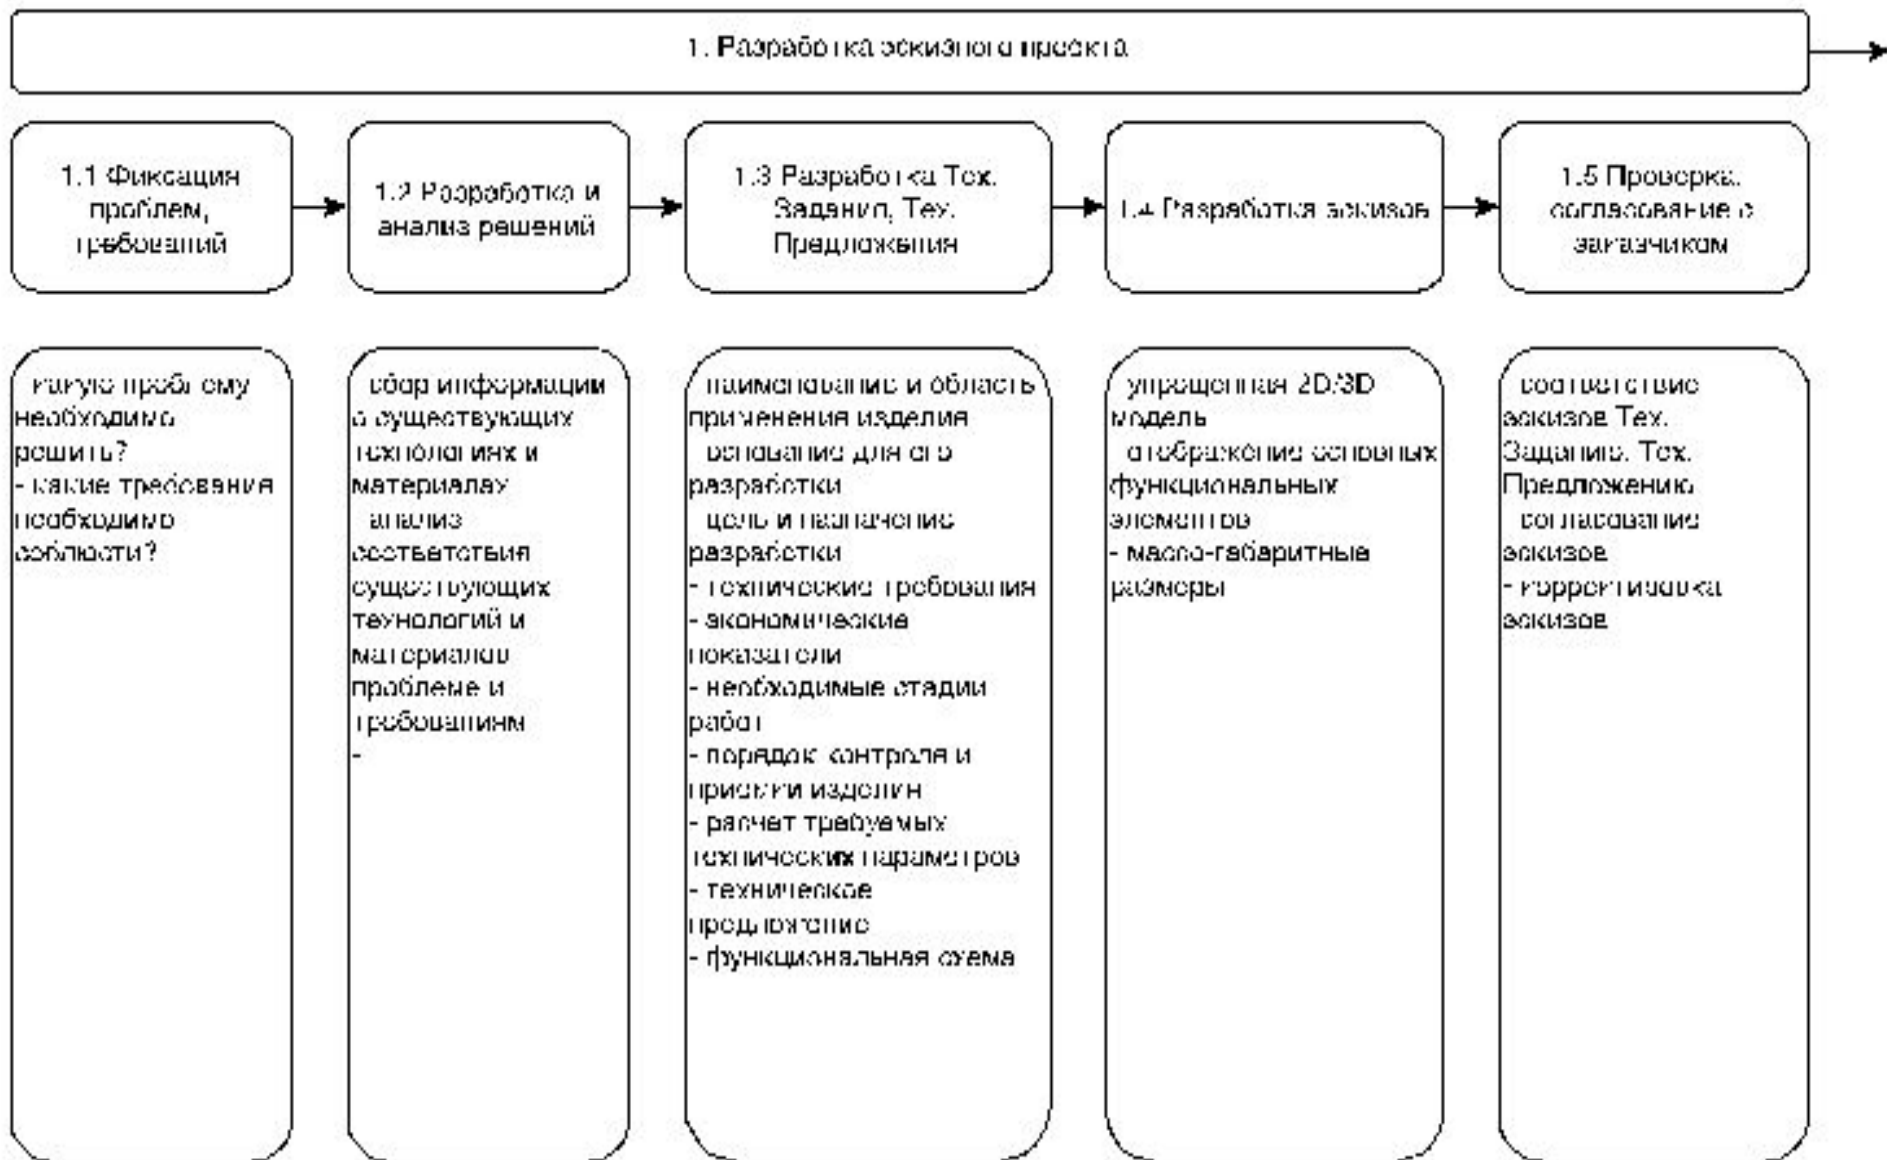 1. Разработка эскизного проекта
1.1 Фиксация
проблем,
требований
1.2 Разработка и
анализ решений
1.3 Разработка Тех.
Задания, Тех.
Предложения
1.4 Разработка эскизов
1.5 Проверка,
согласование с
заказчиком
- какую проблему
необходимо
решить?
- какие требования
необходимо
соблюсти?
- сбор информации
о существующих
технологиях и
материалах
- анализ
соответствия
существующих
технологий и
материалов
проблеме и
требованиям
-
- наименование и область
применения изделия
- основание для его
разработки
- цель и назначение
разработки
- технические требования
- экономические
показатели
- необходимые стадии
работ
- порядок контроля и
приемки изделия
- расчет требуемых
технических параметров
- техническое
предложение
- функциональная схема
- упрощенная 2D/3D
модель
- отображение основных
функциональных
элементов
- массо-габаритные
размеры
- соответствие
эскизов Тех.
Заданию, Тех.
Предложению
- согласование
эскизов
- корректировка
эскизов